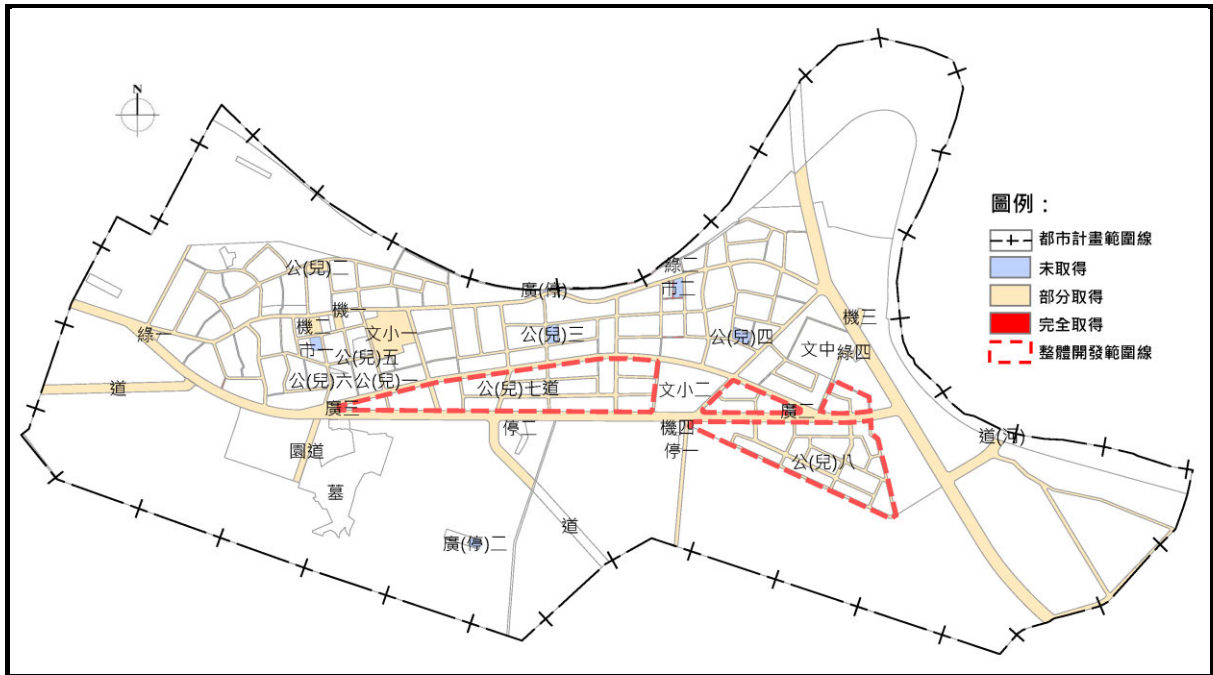 N
圖例：
都市計畫範圍線
未取得
部分取得
完全取得
整體開發範圍線
公(兒)二
綠二
廣(停)一
市二
綠一
機一
機二
文小一
公(兒)三
公(兒)四
機三
市一
公(兒)五
文中
綠四
公(兒)六
公(兒)一
公(兒)七
道
文小二
道
廣三
廣二
停二
機四
園道
停一
公(兒)八
道(河)
墓
道
廣(停)二